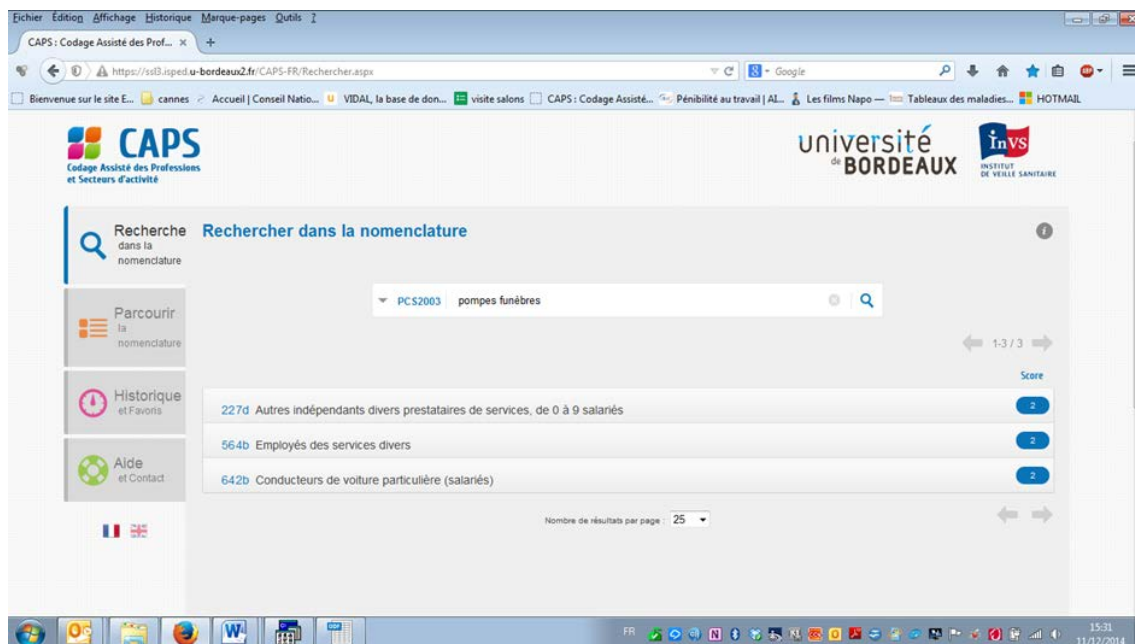 Fichier Édition Affichage Historique Marque-pages Outils ?
CAPS : Codage Assisté des Prof... × +
https://ssl3.isped.u-bordeaux2.fr/CAPS-FR/Rechercher.aspx
Google
Bienvenue sur le site E... cannes Accueil | Conseil Natio... VIDAL, la base de don... visite salons CAPS : Codage Assisté... Pénibilité au travail | AL... Les films Napo — Tableaux des maladies... HOTMAIL
CAPS
Codage Assisté des Professions
et Secteurs d'activité
université
de BORDEAUX
InVS
INSTITUT
DE VEILLE SANITAIRE
Recherche
dans la
nomenclature
Rechercher dans la nomenclature
PCS2003 pompes funèbres
Parcourir
la
nomenclature
1-3 / 3
Score
Historique
et Favoris
227d Autres indépendants divers prestataires de services, de 0 à 9 salariés 2
564b Employés des services divers 2
642b Conducteurs de voiture particulière (salariés) 2
Aide
et Contact
Nombre de résultats par page : 25
FR
15:31
11/12/2014